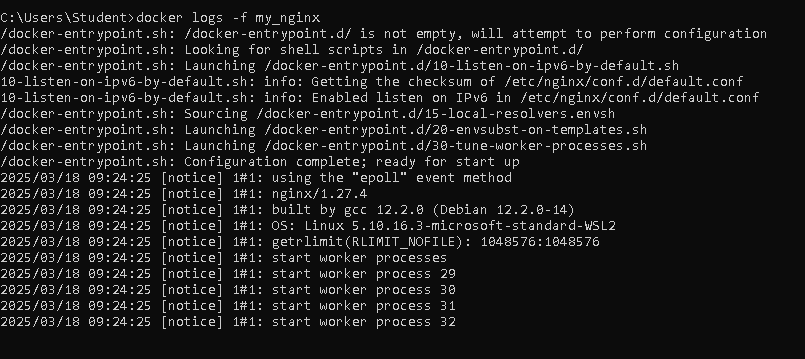 C:\Users\Student>docker logs -f my_nginx
/docker-entrypoint.sh: /docker-entrypoint.d/ is not empty, will attempt to perform configuration
/docker-entrypoint.sh: Looking for shell scripts in /docker-entrypoint.d/
/docker-entrypoint.sh: Launching /docker-entrypoint.d/10-listen-on-ipv6-by-default.sh
10-listen-on-ipv6-by-default.sh: info: Getting the checksum of /etc/nginx/conf.d/default.conf
10-listen-on-ipv6-by-default.sh: info: Enabled listen on IPv6 in /etc/nginx/conf.d/default.conf
/docker-entrypoint.sh: Sourcing /docker-entrypoint.d/15-local-resolvers.envsh
/docker-entrypoint.sh: Launching /docker-entrypoint.d/20-envsubst-on-templates.sh
/docker-entrypoint.sh: Launching /docker-entrypoint.d/30-tune-worker-processes.sh
/docker-entrypoint.sh: Configuration complete; ready for start up
2025/03/18 09:24:25 [notice] 1#1: using the "epoll" event method
2025/03/18 09:24:25 [notice] 1#1: nginx/1.27.4
2025/03/18 09:24:25 [notice] 1#1: built by gcc 12.2.0 (Debian 12.2.0-14)
2025/03/18 09:24:25 [notice] 1#1: OS: Linux 5.10.16.3-microsoft-standard-WSL2
2025/03/18 09:24:25 [notice] 1#1: getrlimit(RLIMIT_NOFILE): 1048576:1048576
2025/03/18 09:24:25 [notice] 1#1: start worker processes
2025/03/18 09:24:25 [notice] 1#1: start worker process 29
2025/03/18 09:24:25 [notice] 1#1: start worker process 30
2025/03/18 09:24:25 [notice] 1#1: start worker process 31
2025/03/18 09:24:25 [notice] 1#1: start worker process 32